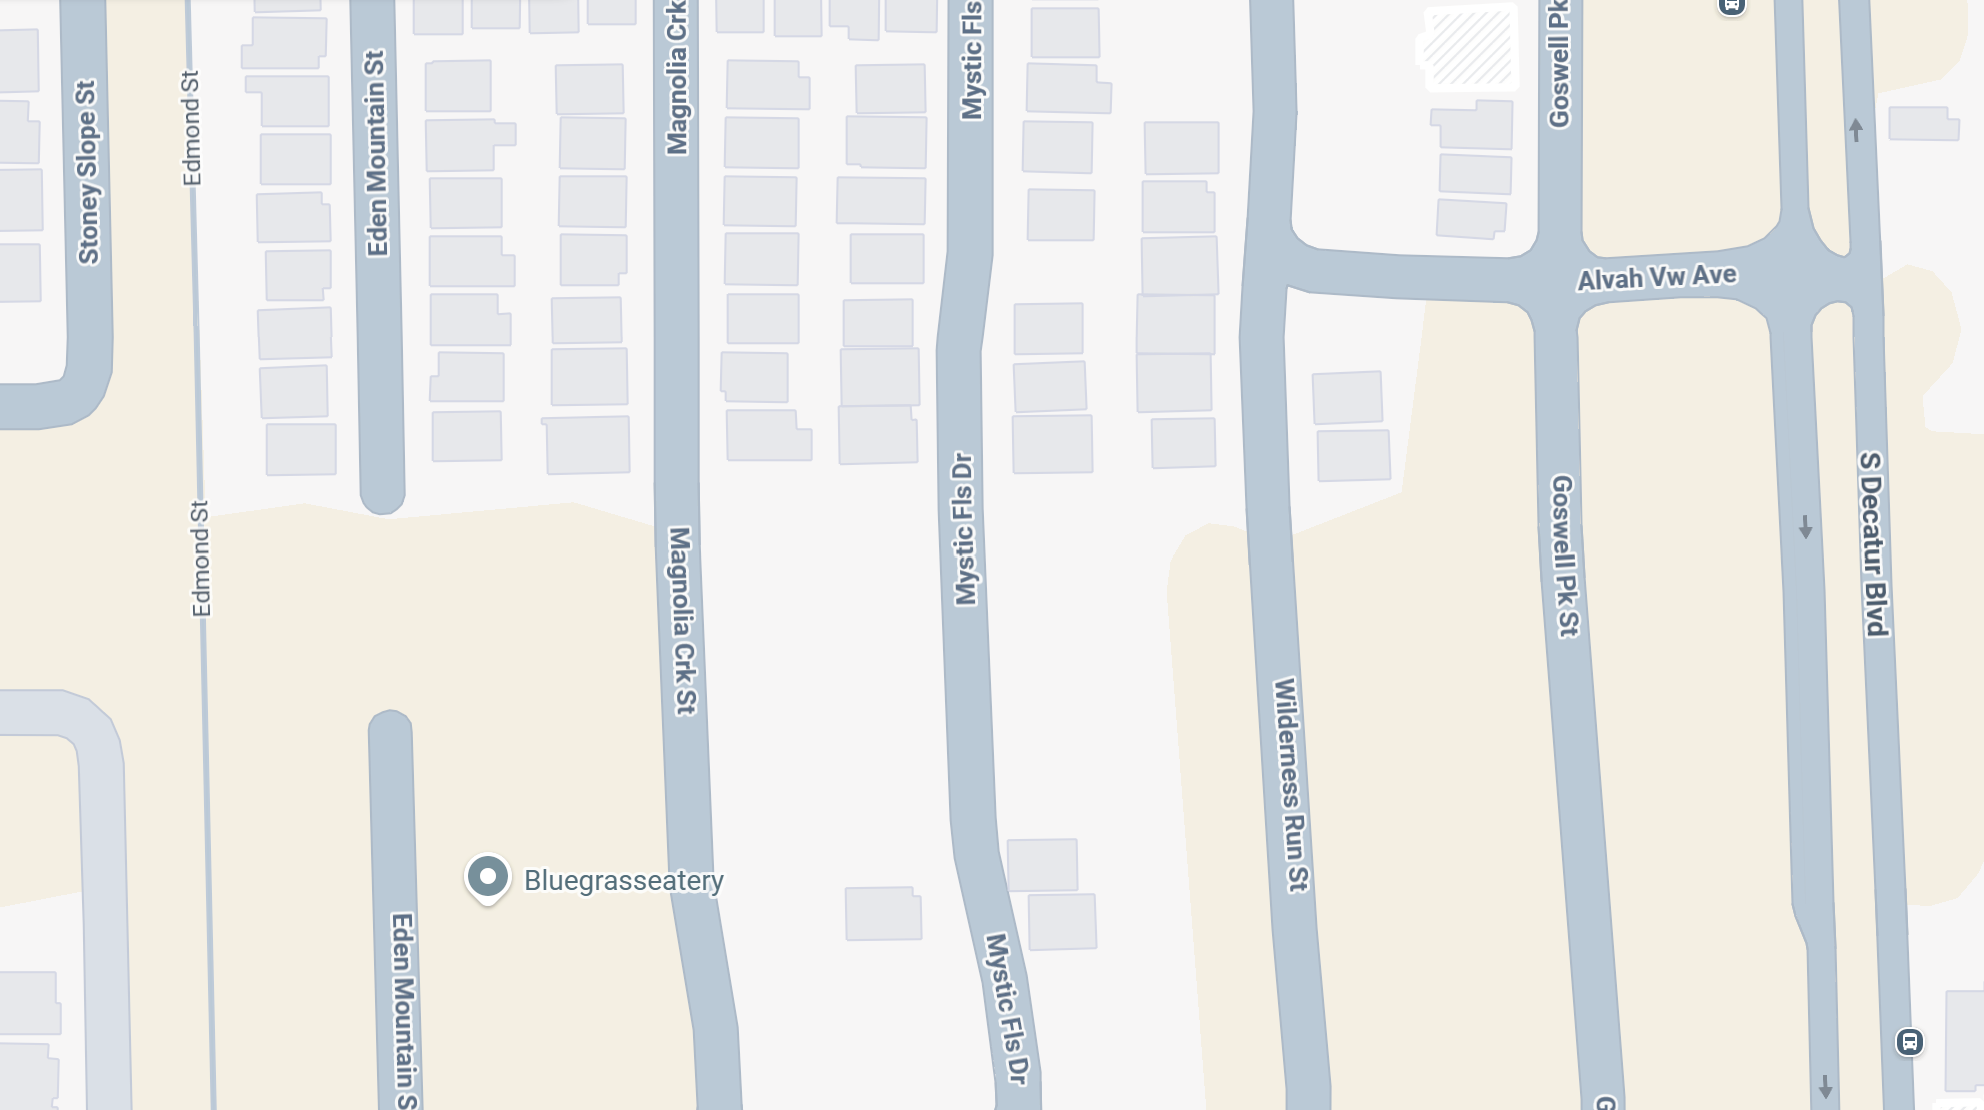 Stoney Slope St
Edmond St
Eden Mountain St
Magnolia Crk
Mystic Fls
Goswell Pk
Alvah Vw Ave
Edmond St
Magnolia Crk St
Mystic Fls Dr
Goswell Pk St
S Decatur Blvd
Wilderness Run St
Bluegrasseatery
Eden Mountain S
Mystic Fls Dr
G